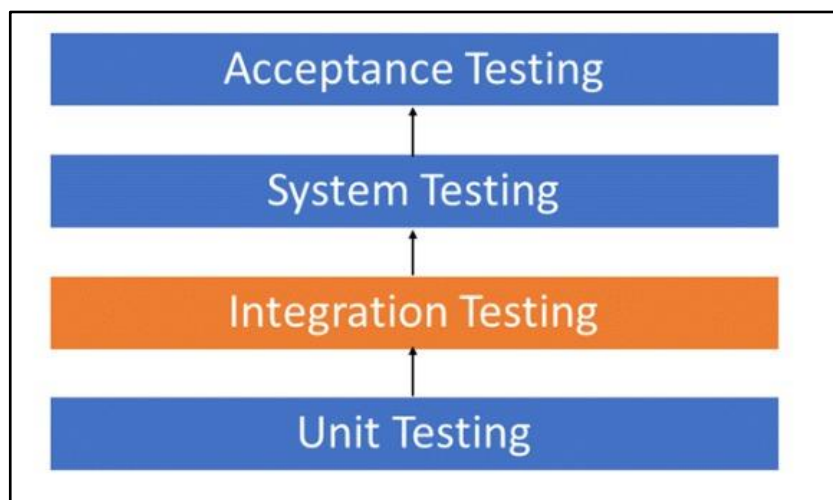 Acceptance Testing
System Testing
Integration Testing
Unit Testing